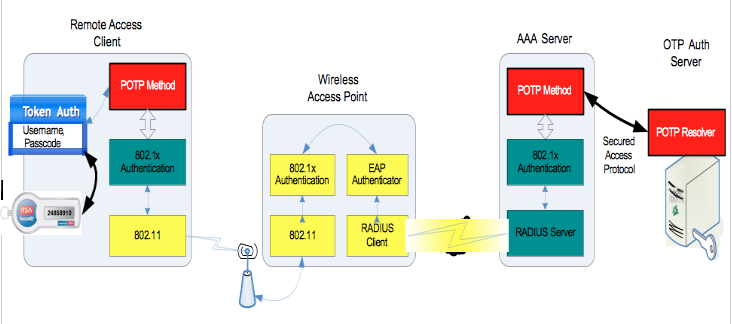 Remote Access
Client
POTP Method
Token Auth
Username,
Passcode
802.1x
Authentication
RSA
SecurID
24858910
802.11
Wireless
Access Point
802.1x
Authentication
EAP
Authenticator
802.11
RADIUS
Client
AAA Server
POTP Method
802.1x
Authentication
RADIUS Server
Secured
Access
Protocol
OTP Auth
Server
POTP Resolver